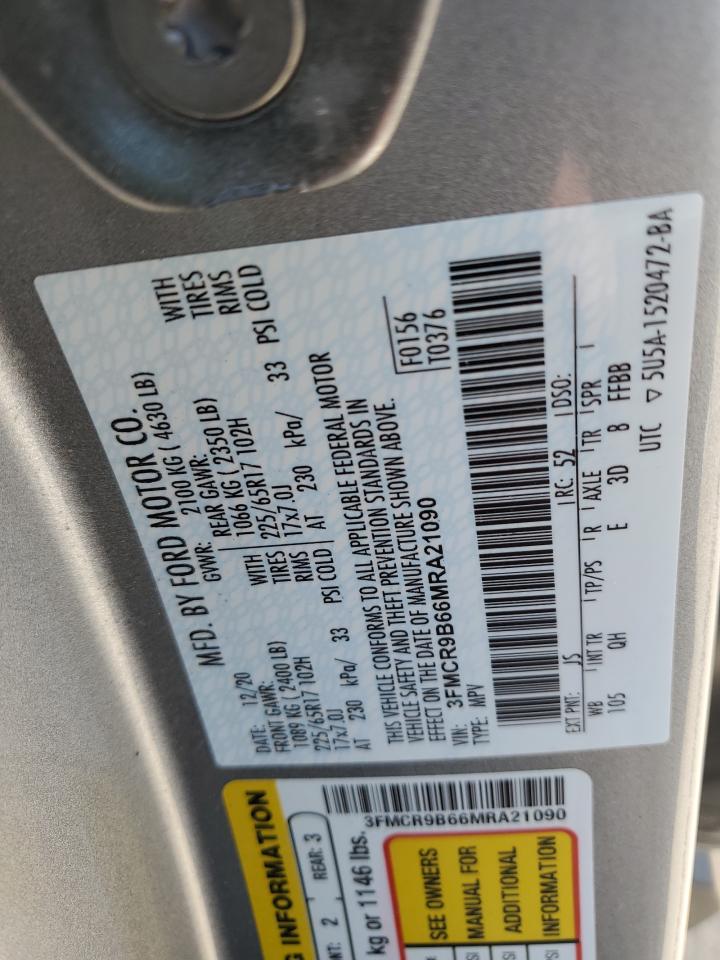 MFD. BY FORD MOTOR CO.
DATE: 12/20 GVWR: 2100 KG ( 4630 LB)
FRONT GAWR: REAR GAWR: WITH
1089 KG ( 2400 LB) WITH 1066 KG ( 2350 LB) TIRES
225/65R17 102H TIRES 225/65R17 102H RIMS
17x7.0J RIMS 17x7.0J
AT 230 kPa/ 33 PSI COLD AT 230 kPa/ 33 PSI COLD
THIS VEHICLE CONFORMS TO ALL APPLICABLE FEDERAL MOTOR
VEHICLE SAFETY AND THEFT PREVENTION STANDARDS IN
EFFECT ON THE DATE OF MANUFACTURE SHOWN ABOVE.
F0156
T0376
VIN: 3FMCR9B66MRA21090
TYPE: MPV
EXT PNT: JS RC: 52 DSO:
WB INT TR TP/PS R AXLE TR SPR
105 QH E 3D 8 FFBB
UTC ▽ 5U5A-1520472-BA
G INFORMATION
NT: 2 REAR: 3
kg or 1146 lbs.
3FMCR9B66MRA21090
SEE OWNERS
MANUAL FOR
ADDITIONAL
INFORMATION